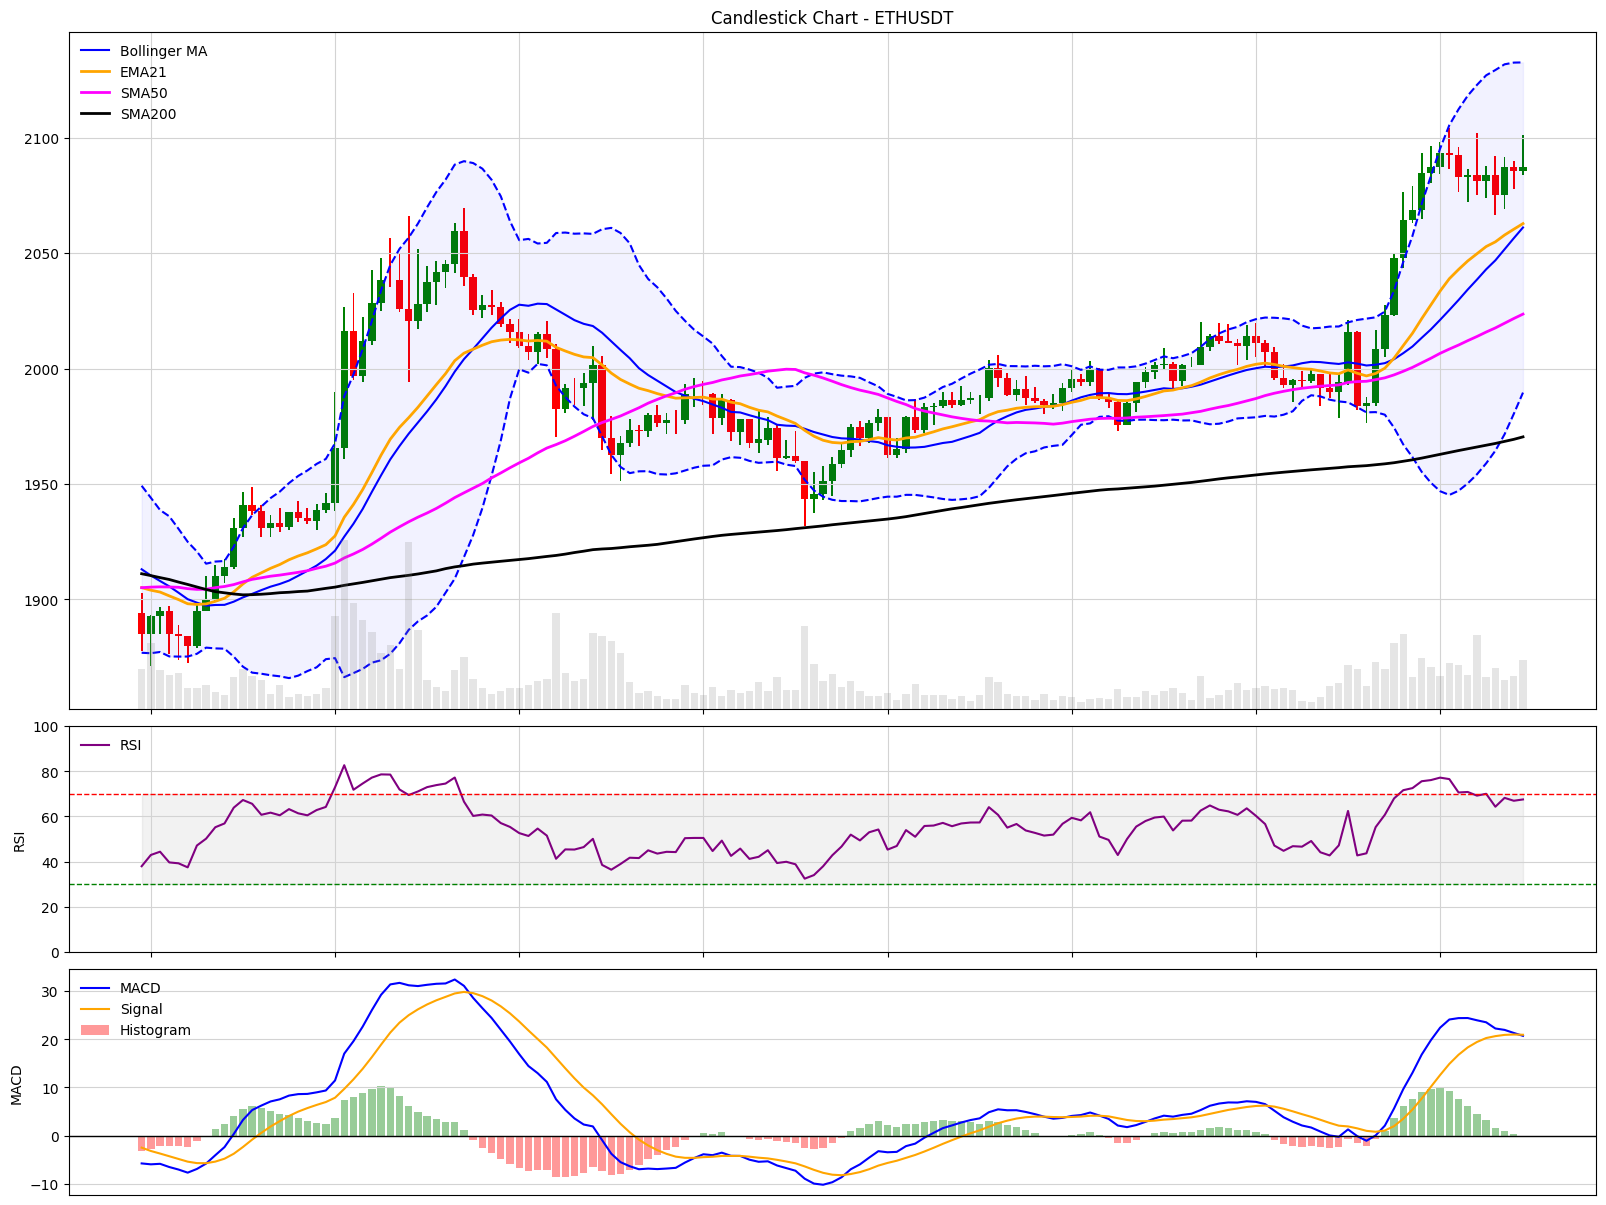 Candlestick Chart - ETHUSDT
Bollinger MA
EMA21
SMA50
SMA200
2100
2050
2000
1950
1900
RSI
100
80
60
40
20
0
RSI
MACD
Signal
Histogram
30
20
10
0
−10
MACD